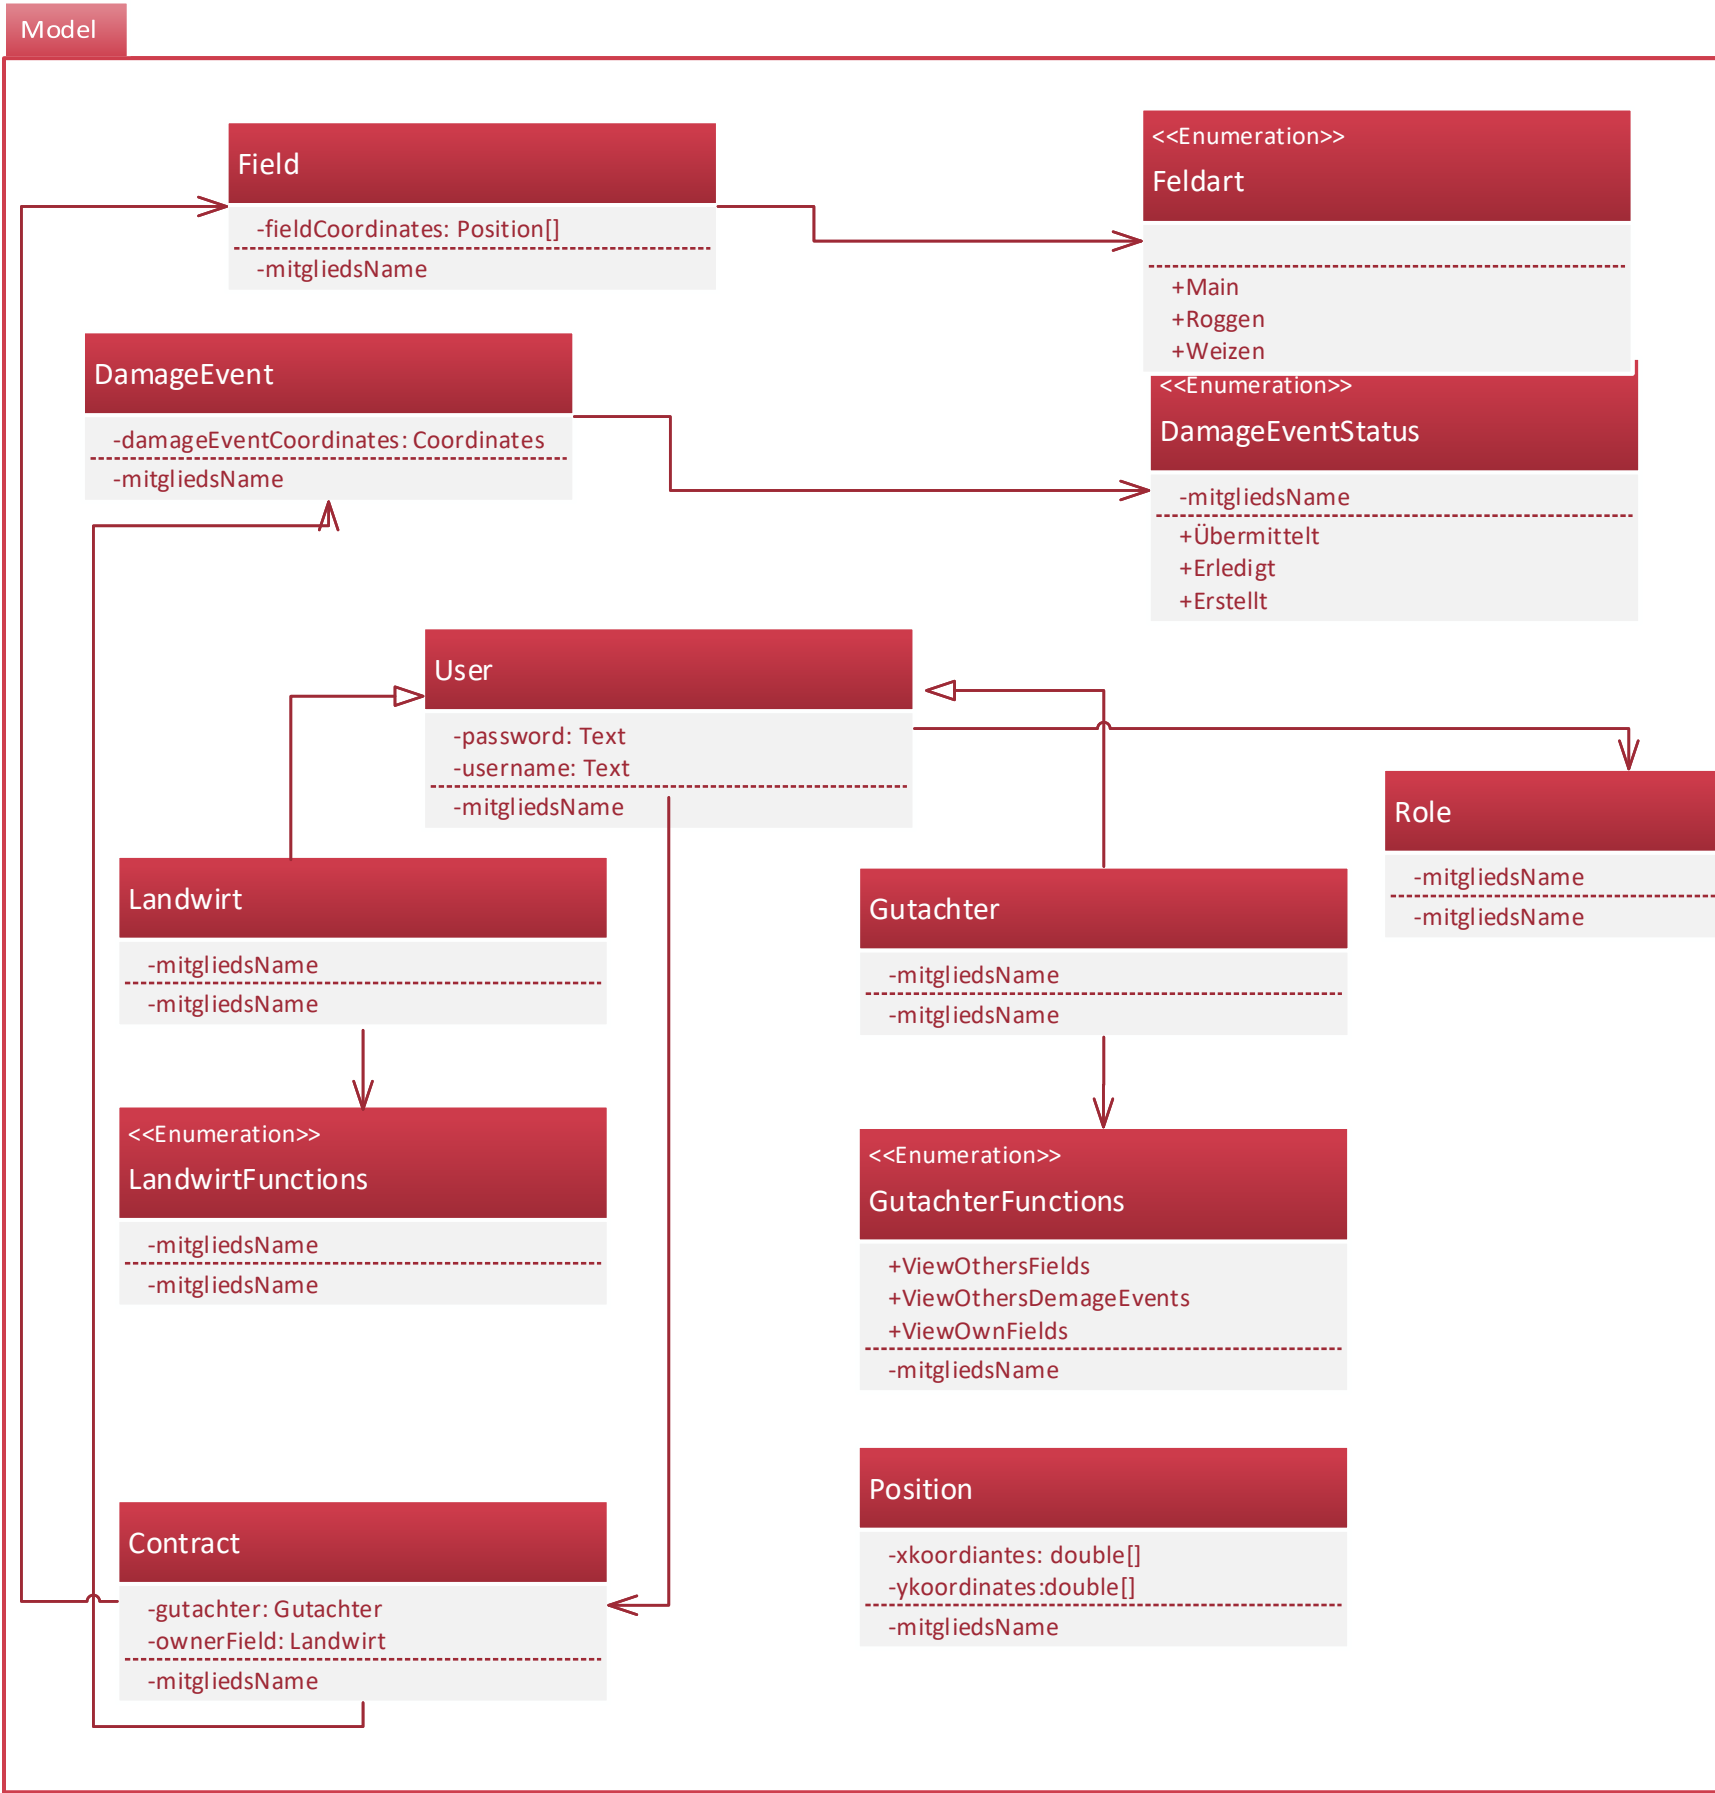 Model
Field
-fieldCoordinates: Position[]
-mitgliedsName
<<Enumeration>>
Feldart
+Main
+Roggen
+Weizen
DamageEvent
-damageEventCoordinates: Coordinates
-mitgliedsName
<<Enumeration>>
DamageEventStatus
-mitgliedsName
+Übermittelt
+Erledigt
+Erstellt
User
-password: Text
-username: Text
-mitgliedsName
Role
-mitgliedsName
-mitgliedsName
Landwirt
-mitgliedsName
-mitgliedsName
Gutachter
-mitgliedsName
-mitgliedsName
<<Enumeration>>
LandwirtFunctions
-mitgliedsName
-mitgliedsName
<<Enumeration>>
GutachterFunctions
+ViewOthersFields
+ViewOthersDemageEvents
+ViewOwnFields
-mitgliedsName
Position
-xkoordiantes: double[]
-ykoordinates:double[]
-mitgliedsName
Contract
-gutachter: Gutachter
-ownerField: Landwirt
-mitgliedsName